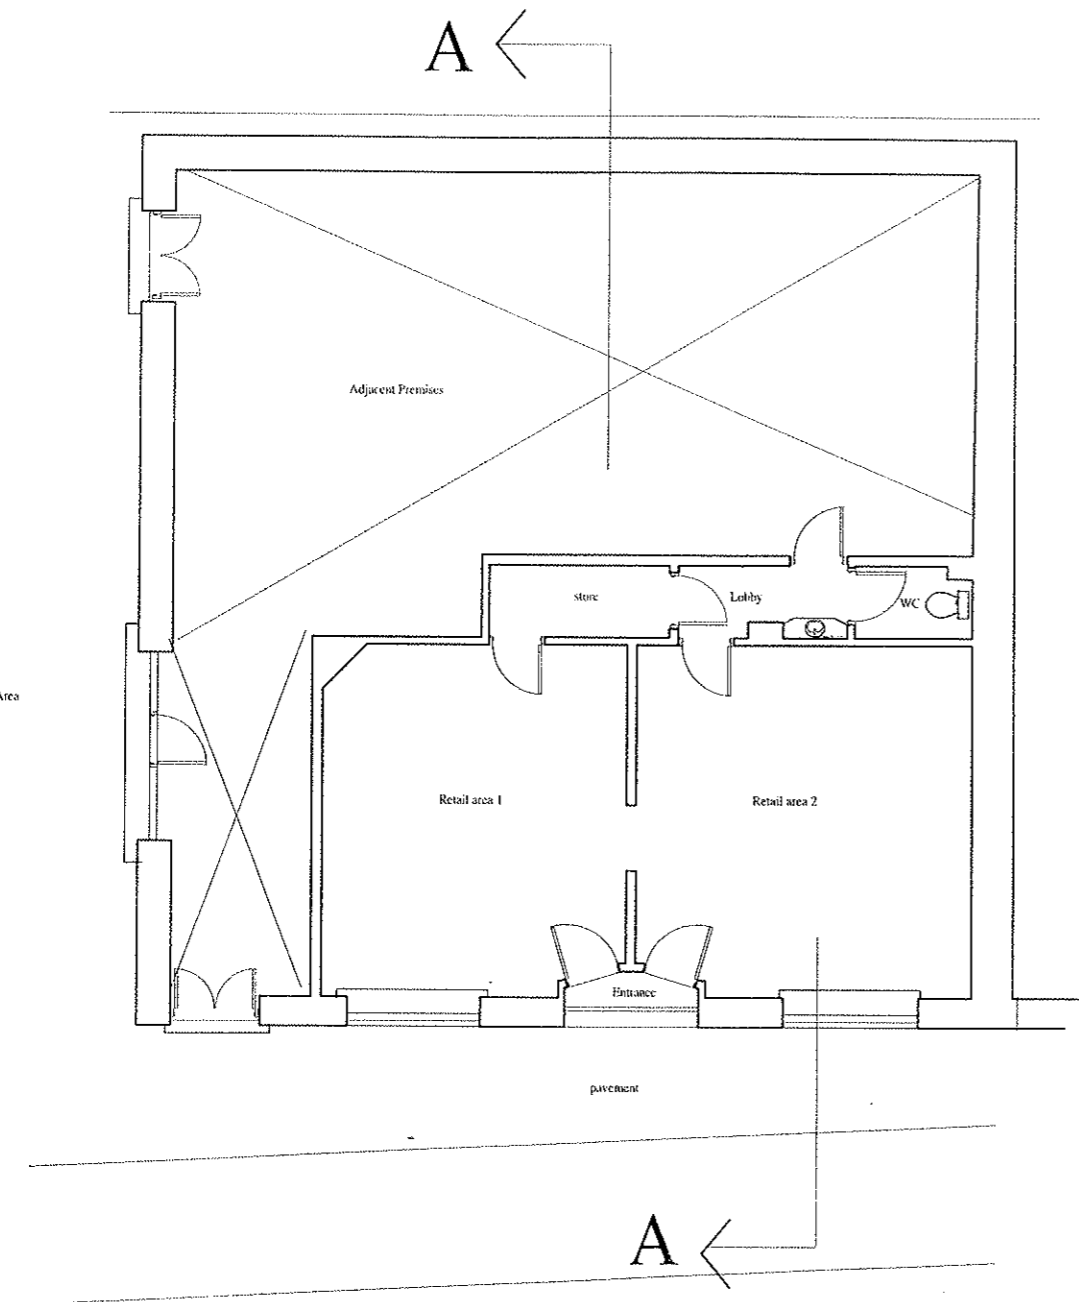 A
Adjacent Premises
store
Lobby
WC
Area
Retail area 1
Retail area 2
Entrance
pavement
A